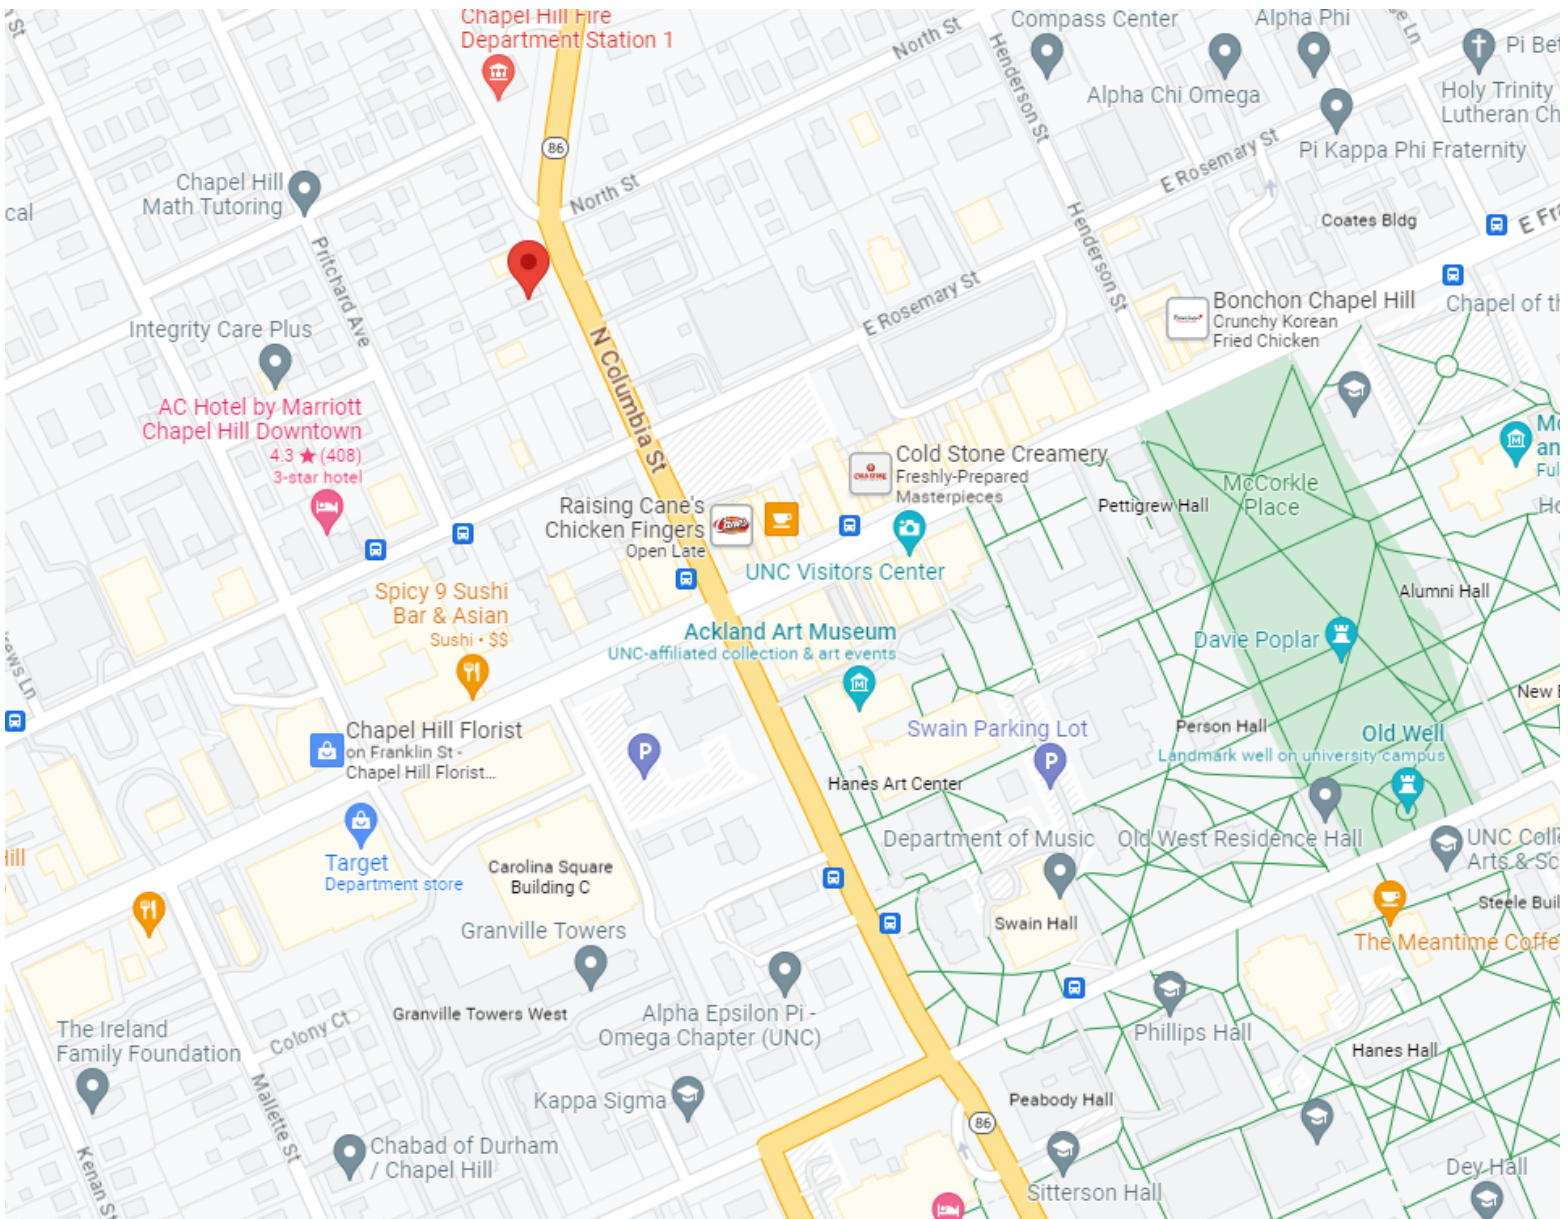 Chapel Hill Fire
Department Station 1
North St
Compass Center
Alpha Phi
Pi Bet
Henderson St
Alpha Chi Omega
Holy Trinity
Lutheran Ch
86
Pi Kappa Phi Fraternity
E Rosemary St
Chapel Hill
Math Tutoring
North St
cal
Coates Bldg
E Fra
Henderson St
Pritchard Ave
E Rosemary St
Bonchon Chapel Hill
Crunchy Korean
Fried Chicken
Chapel of th
Integrity Care Plus
N Columbia St
AC Hotel by Marriott
Chapel Hill Downtown
4.3 ★ (408)
3-star hotel
Cold Stone Creamery
Freshly-Prepared
Masterpieces
McCorkle
Place
Pettigrew Hall
Raising Cane's
Chicken Fingers
Open Late
UNC Visitors Center
Alumni Hall
Spicy 9 Sushi
Bar & Asian
Sushi • $$
Ackland Art Museum
UNC-affiliated collection & art events
Davie Poplar
Chapel Hill Florist
on Franklin St -
Chapel Hill Florist...
P
Swain Parking Lot
P
Person Hall
Old Well
Landmark well on university campus
Hanes Art Center
Department of Music
Old West Residence Hall
UNC Colle
Arts & Sc
Target
Department store
Carolina Square
Building C
Hill
Swain Hall
Steele Buil
Granville Towers
The Meantime Coffe
Granville Towers West
Alpha Epsilon Pi -
Omega Chapter (UNC)
Colony Ct
The Ireland
Family Foundation
Phillips Hall
Hanes Hall
Kappa Sigma
Peabody Hall
86
Mallette St
Kenan St
Chabad of Durham
/ Chapel Hill
Sitterson Hall
Dey Hall